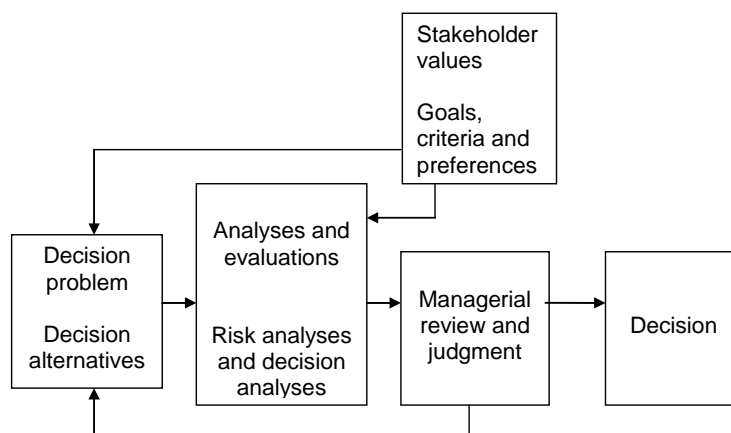 Stakeholder
values
Goals,
criteria and
preferences
Decision
problem
Decision
alternatives
Analyses and
evaluations
Risk analyses
and decision
analyses
Managerial
review and
judgment
Decision